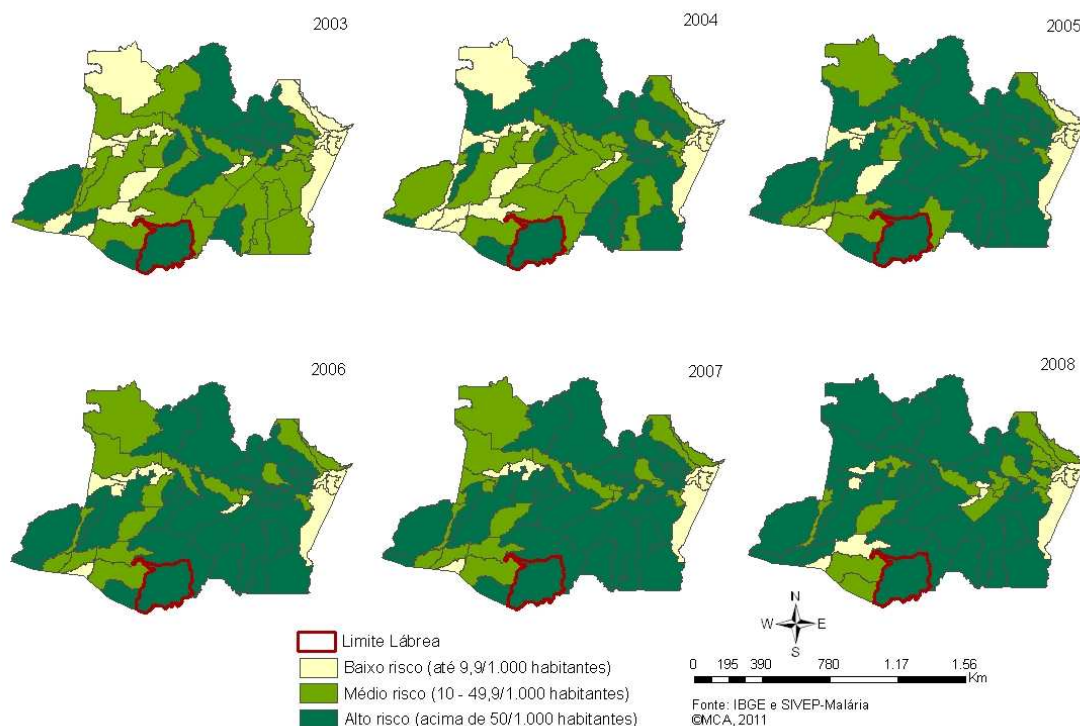 2003
2004
2005
2006
2007
2008
N
W E
S
Limite Lábrea
Baixo risco (até 9,9/1.000 habitantes)
Médio risco (10 - 49,9/1.000 habitantes)
Alto risco (acima de 50/1.000 habitantes)
0 195 390 780 1.17 1.56
Km
Fonte: IBGE e SIVEP-Malária
©MCA, 2011